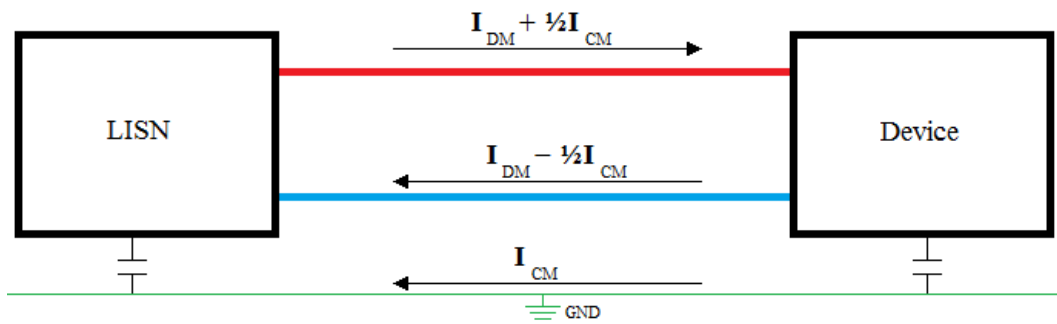 I DM + ½I CM
LISN
Device
I DM − ½I CM
I CM
GND